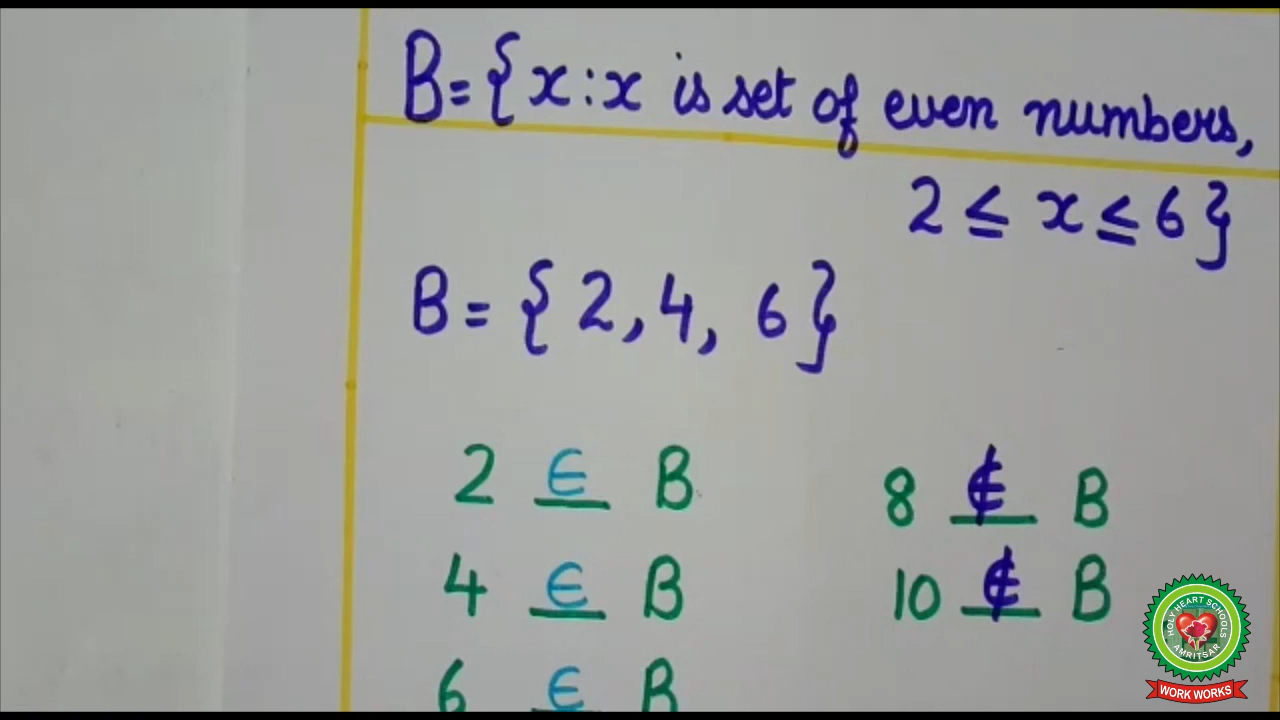 B = { x : x is set of even numbers,
2 ≤ x ≤ 6 }
B = { 2, 4, 6 }
2 ∈ B
8 ∉ B
4 ∈ B
10 ∉ B
6 ∈ B
HOLY HEART SCHOOLS
AMRITSAR
WORK WORKS